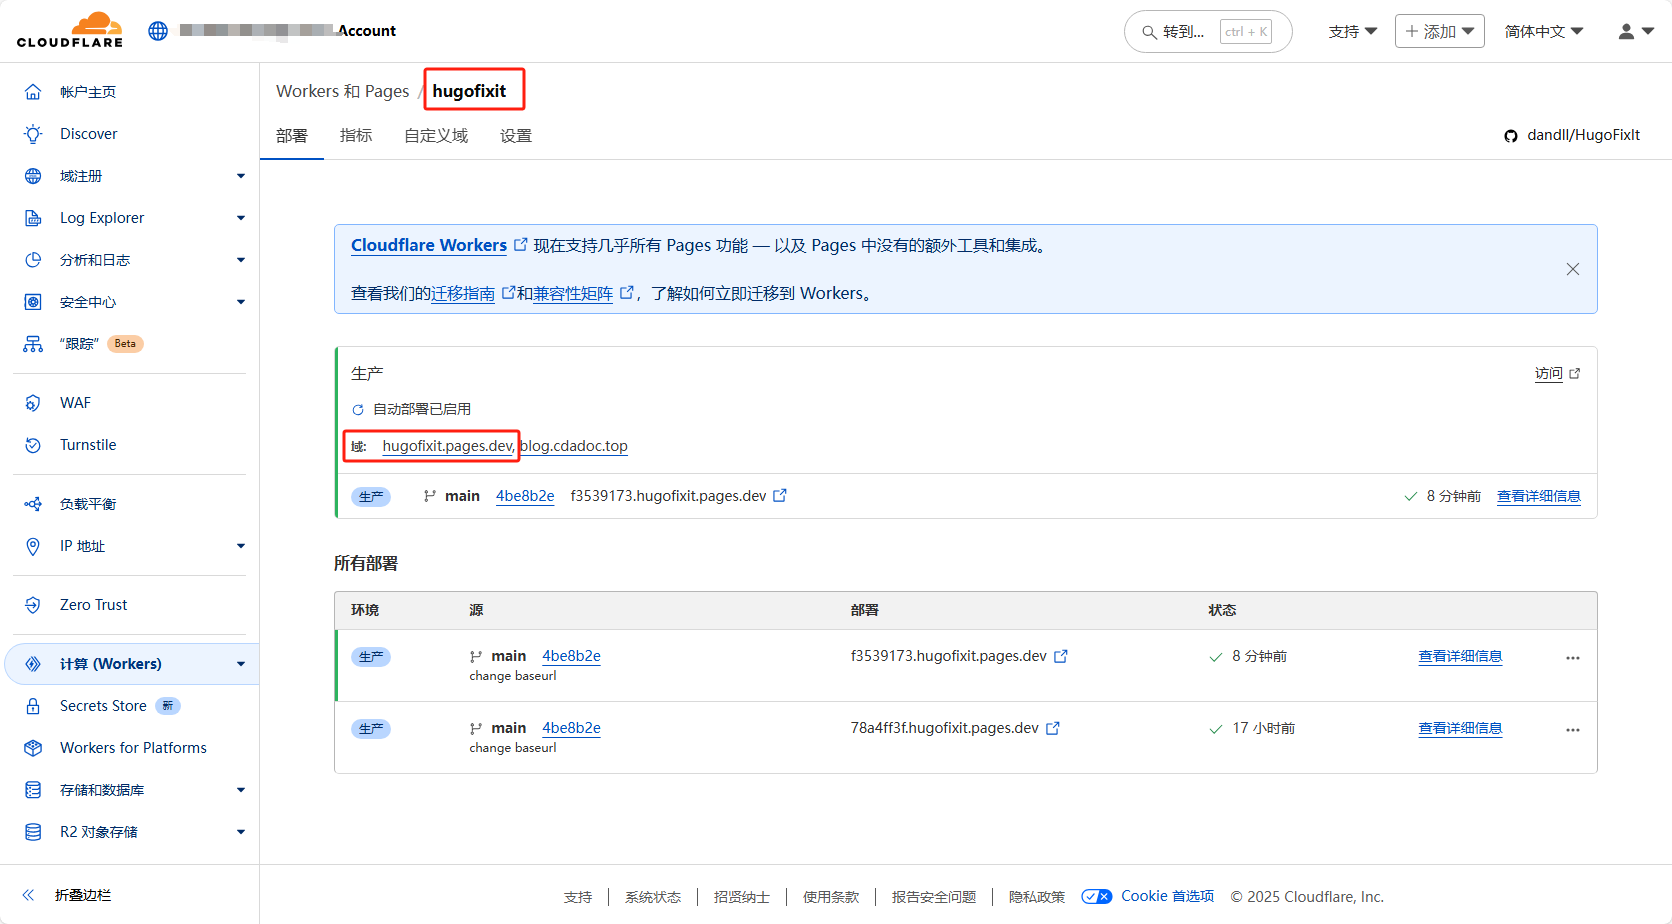 CLOUDFLARE
Account
转到... ctrl + K
支持
添加
简体中文
帐户主页
Discover
域注册
Log Explorer
分析和日志
安全中心
“跟踪” Beta
WAF
Turnstile
负载平衡
IP 地址
Zero Trust
计算 (Workers)
Secrets Store 新
Workers for Platforms
存储和数据库
R2 对象存储
折叠边栏
Workers 和 Pages / hugofixit
部署 指标 自定义域 设置
dandll/HugoFixIt
Cloudflare Workers 现在支持几乎所有 Pages 功能 — 以及 Pages 中没有的额外工具和集成。
查看我们的迁移指南和兼容性矩阵，了解如何立即迁移到 Workers。
生产
访问
自动部署已启用
域: hugofixit.pages.dev, blog.cdadoc.top
生产 main 4be8b2e f3539173.hugofixit.pages.dev 8 分钟前 查看详细信息
所有部署
环境 源 部署 状态
生产 main 4be8b2e f3539173.hugofixit.pages.dev 8 分钟前 查看详细信息 ...
change baseurl
生产 main 4be8b2e 78a4ff3f.hugofixit.pages.dev 17 小时前 查看详细信息 ...
change baseurl
支持 系统状态 招贤纳士 使用条款 报告安全问题 隐私政策 Cookie 首选项 © 2025 Cloudflare, Inc.